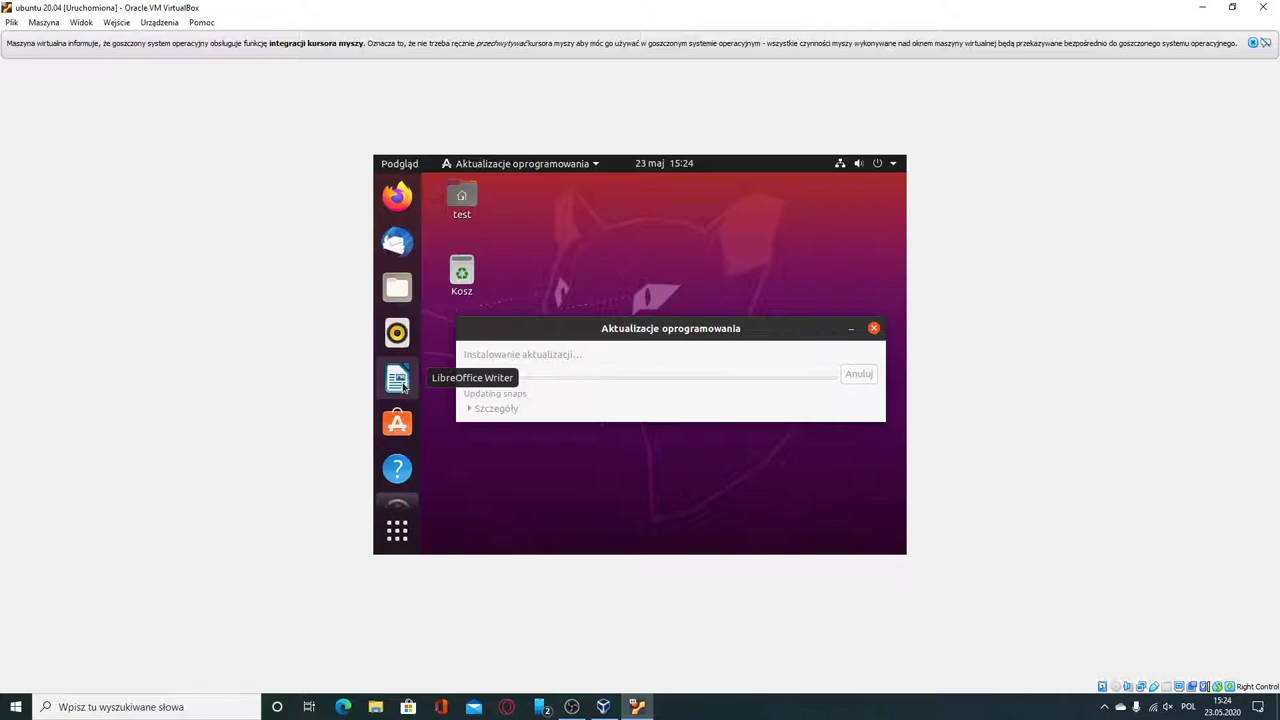 ubuntu 20.04 [Uruchomiona] - Oracle VM VirtualBox
Plik Maszyna Widok Wejście Urządzenia Pomoc
Maszyna wirtualna informuje, że goszczony system operacyjny obsługuje funkcję integracji kursora myszy. Oznacza to, że nie trzeba ręcznie przechwytywać kursora myszy aby móc go używać w goszczonym systemie operacyjnym - wszystkie czynności myszy wykonywane nad oknem maszyny wirtualnej będą przekazywane bezpośrednio do goszczonego systemu operacyjnego.
Podgląd Aktualizacje oprogramowania 23 maj 15:24
test
Kosz
Aktualizacje oprogramowania
Instalowanie aktualizacji...
LibreOffice Writer
Anuluj
Updating snaps
Szczegóły
Right Control
Wpisz tu wyszukiwane słowa
2
POL
15:24
23.05.2020